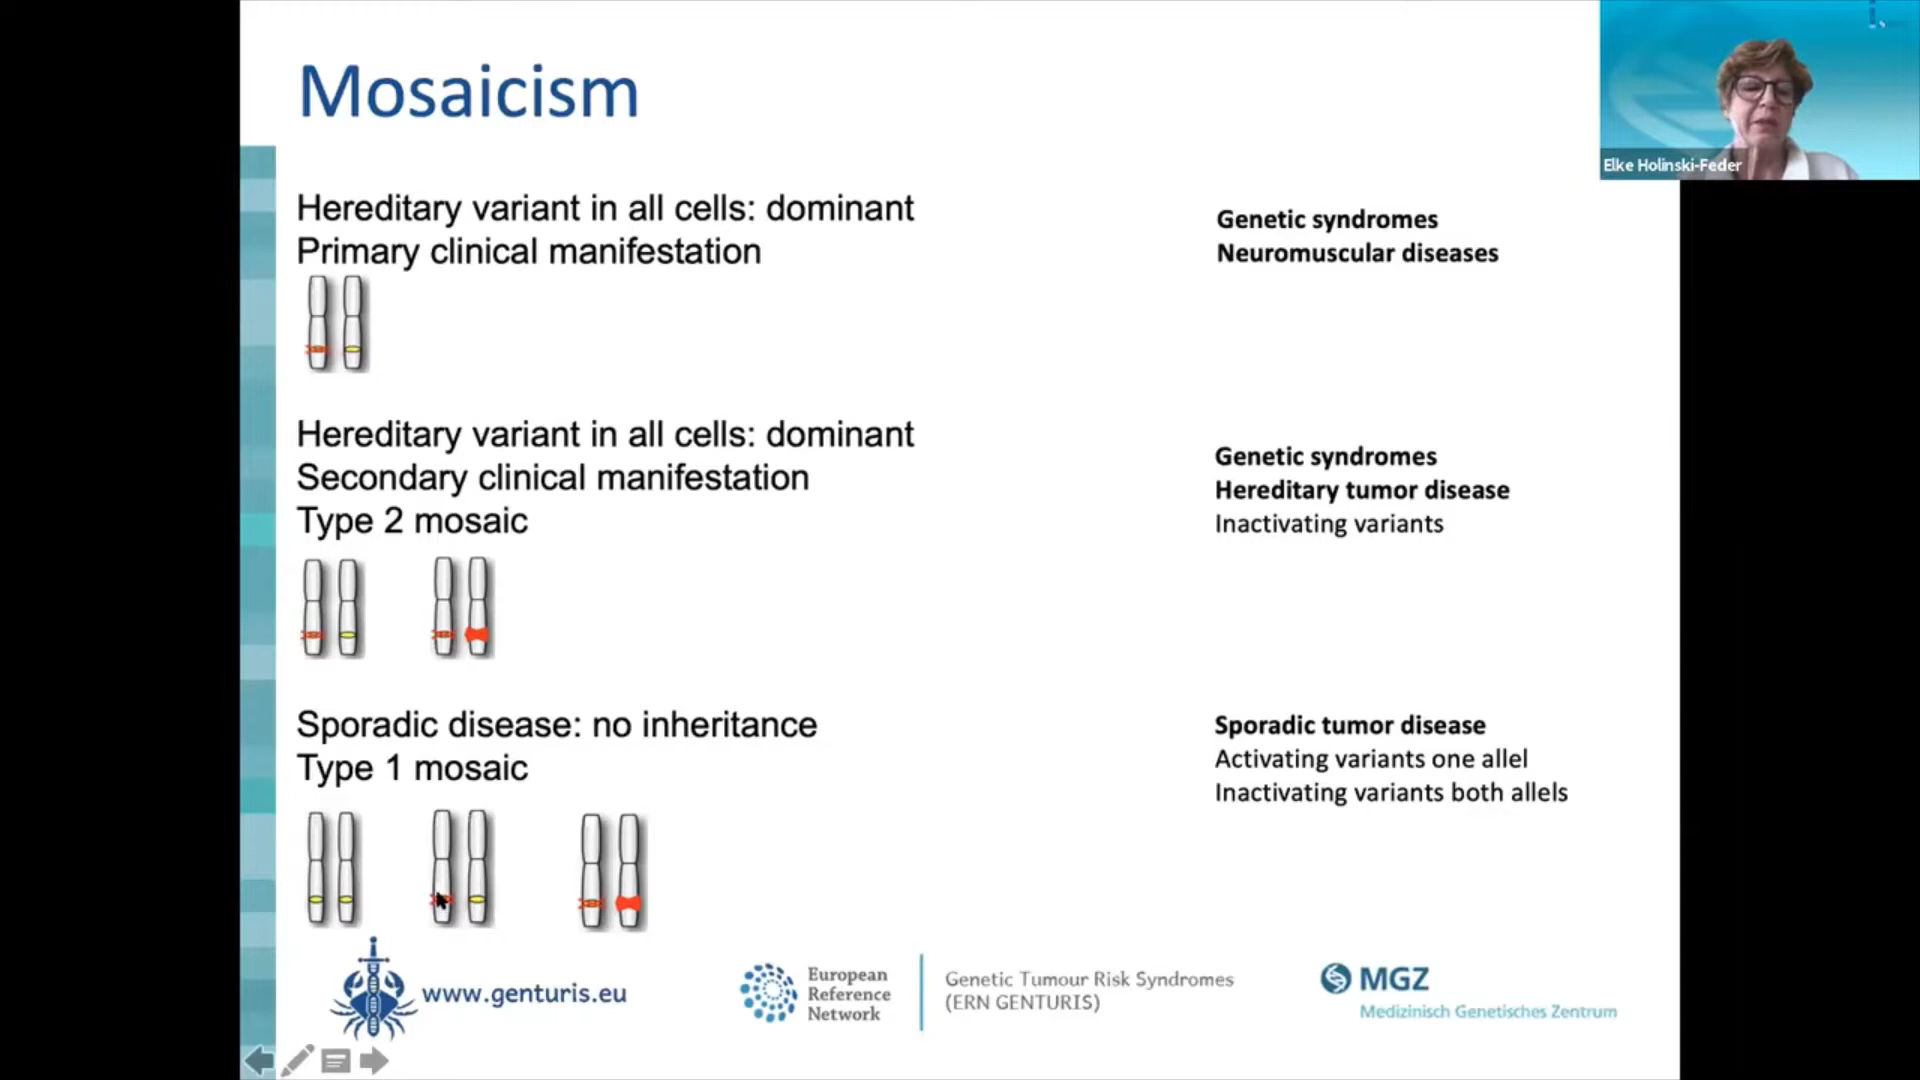 Mosaicism
Elke Holinski-Feder
Hereditary variant in all cells: dominant
Primary clinical manifestation
Genetic syndromes
Neuromuscular diseases
Hereditary variant in all cells: dominant
Secondary clinical manifestation
Type 2 mosaic
Genetic syndromes
Hereditary tumor disease
Inactivating variants
Sporadic disease: no inheritance
Type 1 mosaic
Sporadic tumor disease
Activating variants one allel
Inactivating variants both allels
www.genturis.eu
European
Reference
Network
Genetic Tumour Risk Syndromes
(ERN GENTURIS)
MGZ
Medizinisch Genetisches Zentrum